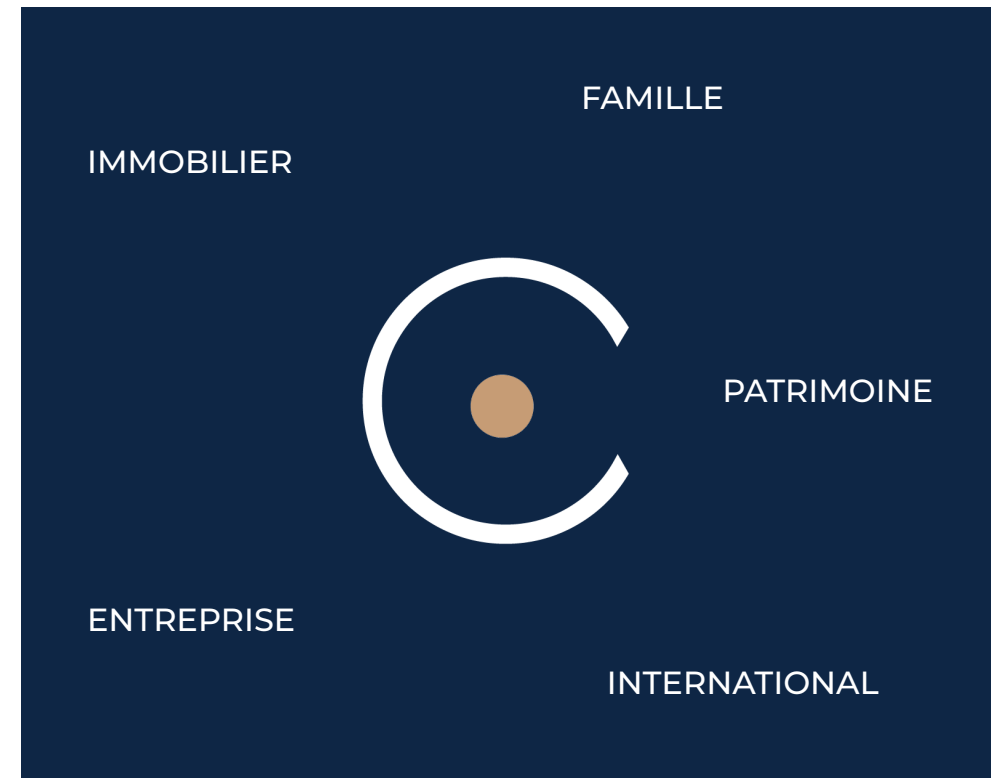 FAMILLE
IMMOBILIER
PATRIMOINE
ENTREPRISE
INTERNATIONAL